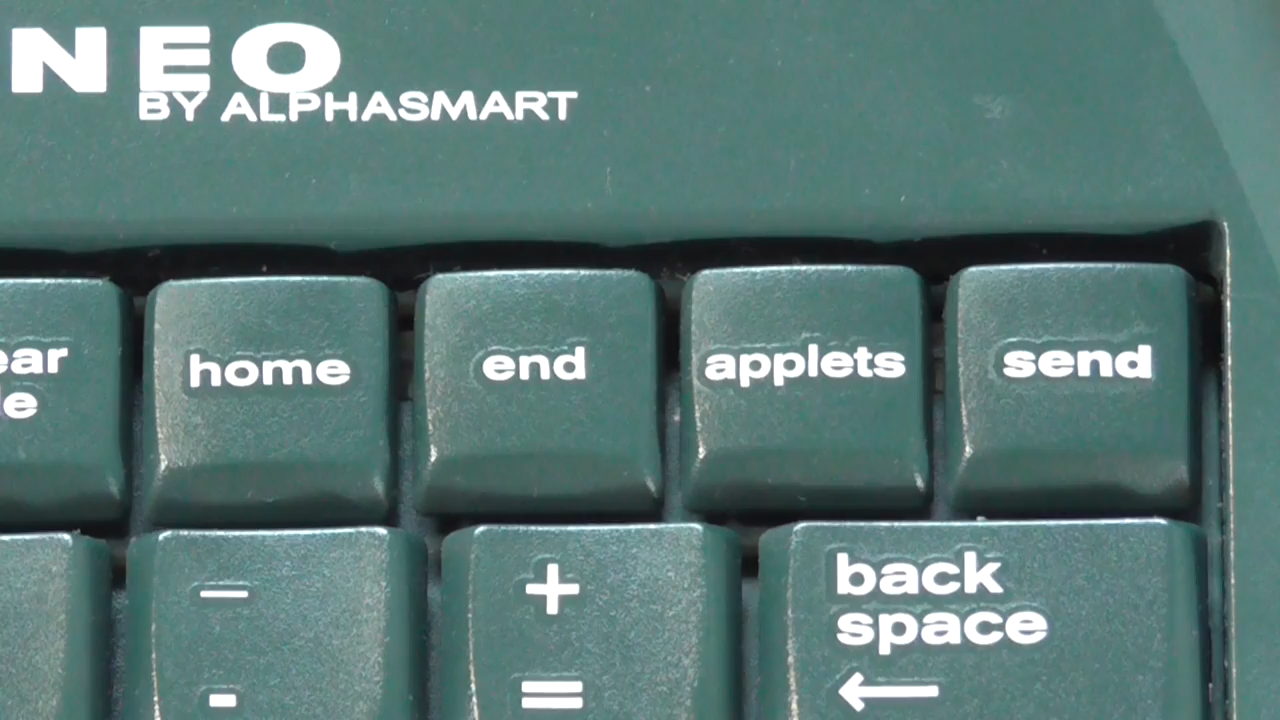 NEO
BY ALPHASMART
home
end
applets
send
–
+
back
space
-
=
←